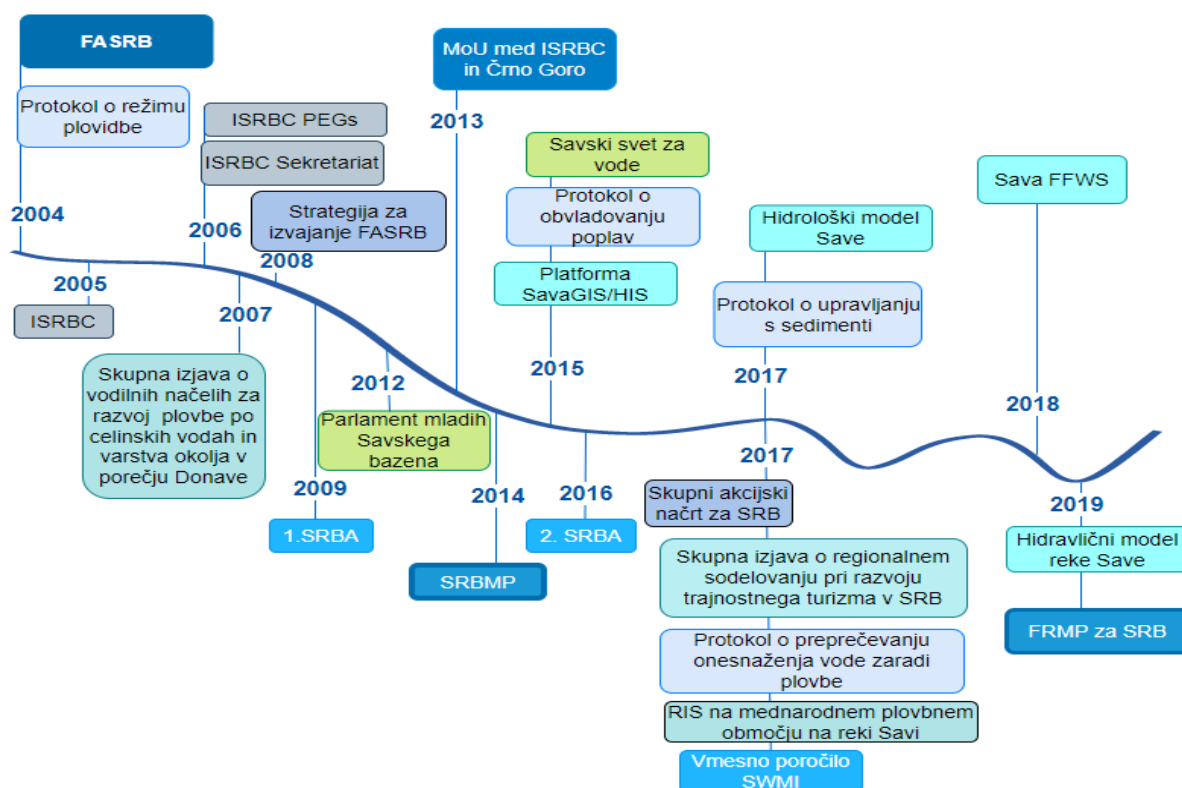 FASRB
Protokol o režimu
plovidbe
2004
2005
ISRBC
ISRBC PEGs
ISRBC Sekretariat
2006
Strategija za
izvajanje FASRB
2008
2007
Skupna izjava o
vodilnih načelih za
razvoj plovbe po
celinskih vodah in
varstva okolja v
porečju Donave
2009
1.SRBA
2012
Parlament mladih
Savskega
bazena
MoU med ISRBC
in Črno Goro
2013
2014
SRBMP
Savski svet za
vode
Protokol o
obvladovanju
poplav
Platforma
SavaGIS/HIS
2015
2016
2. SRBA
Hidrološki model
Save
Protokol o upravljanju
s sedimenti
2017
2017
Skupni akcijski
načrt za SRB
Skupna izjava o regionalnem
sodelovanju pri razvoju
trajnostnega turizma v SRB
Protokol o preprečevanju
onesnaženja vode zaradi
plovbe
RIS na mednarodnem plovbnem
območju na reki Savi
Vmesno poročilo
SWMI
Sava FFWS
2018
2019
Hidravlični model
reke Save
FRMP za SRB